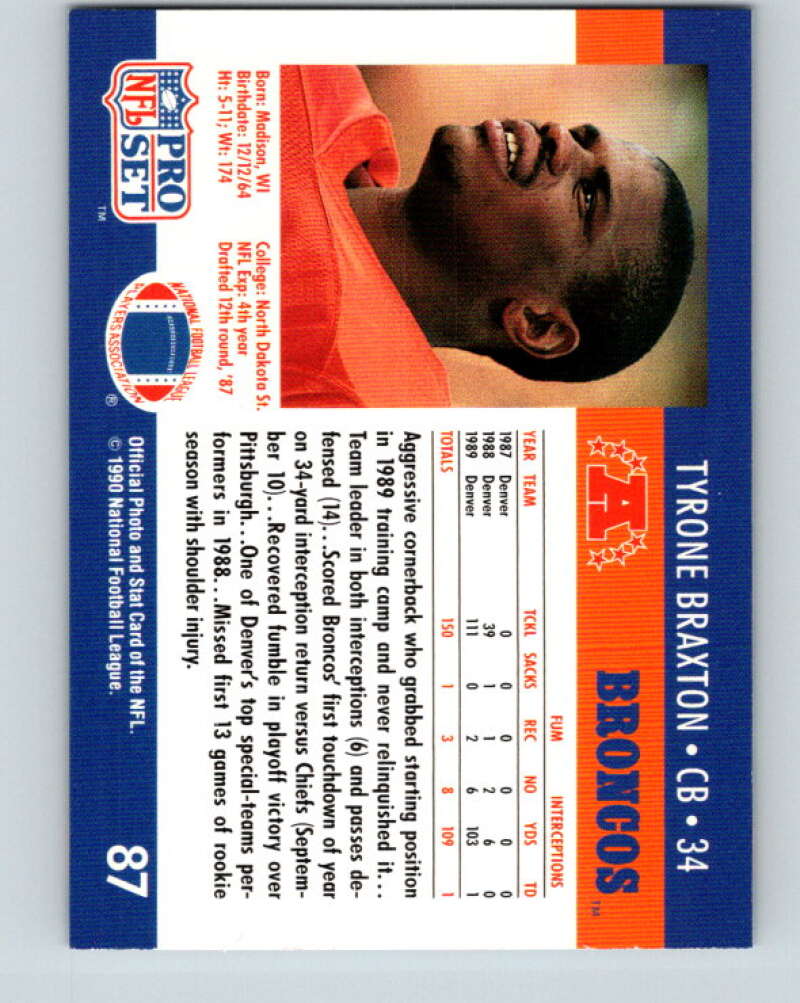 TYRONE BRAXTON • CB • 34
A
BRONCOS™
FUM INTERCEPTIONS
YEAR TEAM TCKL SACKS REC NO YDS TD
1987 Denver 0 0 0 0 0 0
1988 Denver 39 1 1 2 6 0
1989 Denver 111 0 2 6 103 1
TOTALS 150 1 3 8 109 1
Aggressive cornerback who grabbed starting position
in 1989 training camp and never relinquished it...
Team leader in both interceptions (6) and passes de-
fensed (14)...Scored Broncos' first touchdown of year
on 34-yard interception return versus Chiefs (Septem-
ber 10)...Recovered fumble in playoff victory over
Pittsburgh...One of Denver's top special-teams per-
formers in 1988...Missed first 13 games of rookie
season with shoulder injury.
Born: Madison, WI
Birthdate: 12/12/64
Ht: 5-11; Wt: 174
College: North Dakota St.
NFL Exp: 4th year
Drafted 12th round, '87
NFL
PRO
SET
™
NATIONAL FOOTBALL LEAGUE
PLAYERS ASSOCIATION
®
Official Photo and Stat Card of the NFL.
© 1990 National Football League.
87